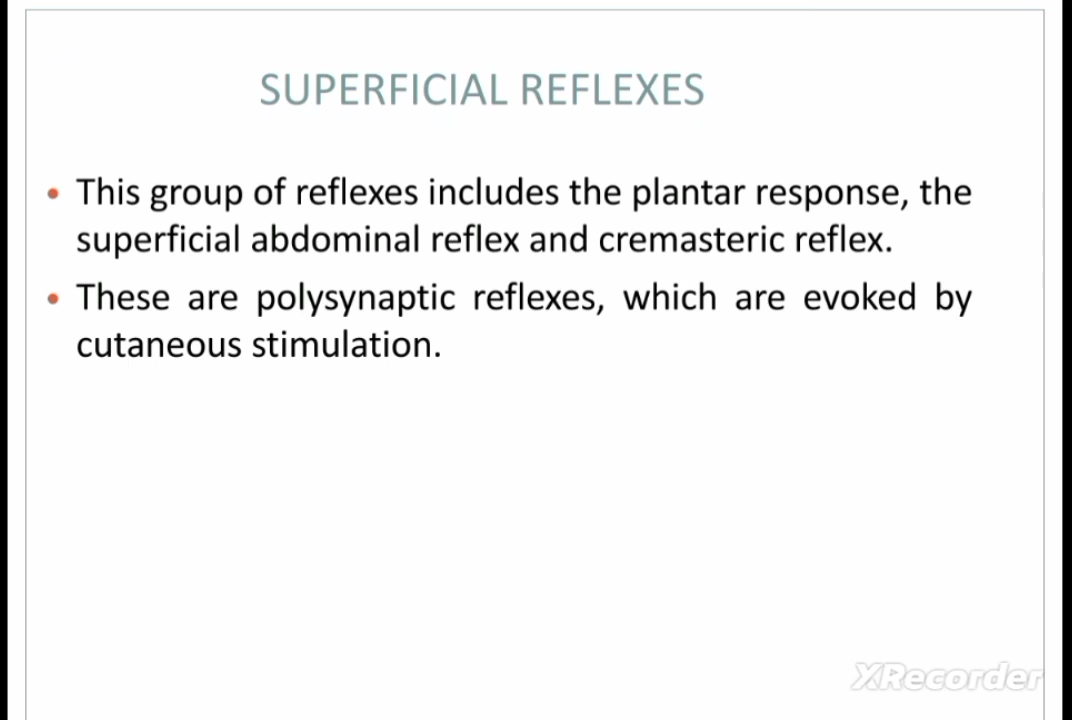 SUPERFICIAL REFLEXES
• This group of reflexes includes the plantar response, the
superficial abdominal reflex and cremasteric reflex.
• These are polysynaptic reflexes, which are evoked by
cutaneous stimulation.
XRecorder